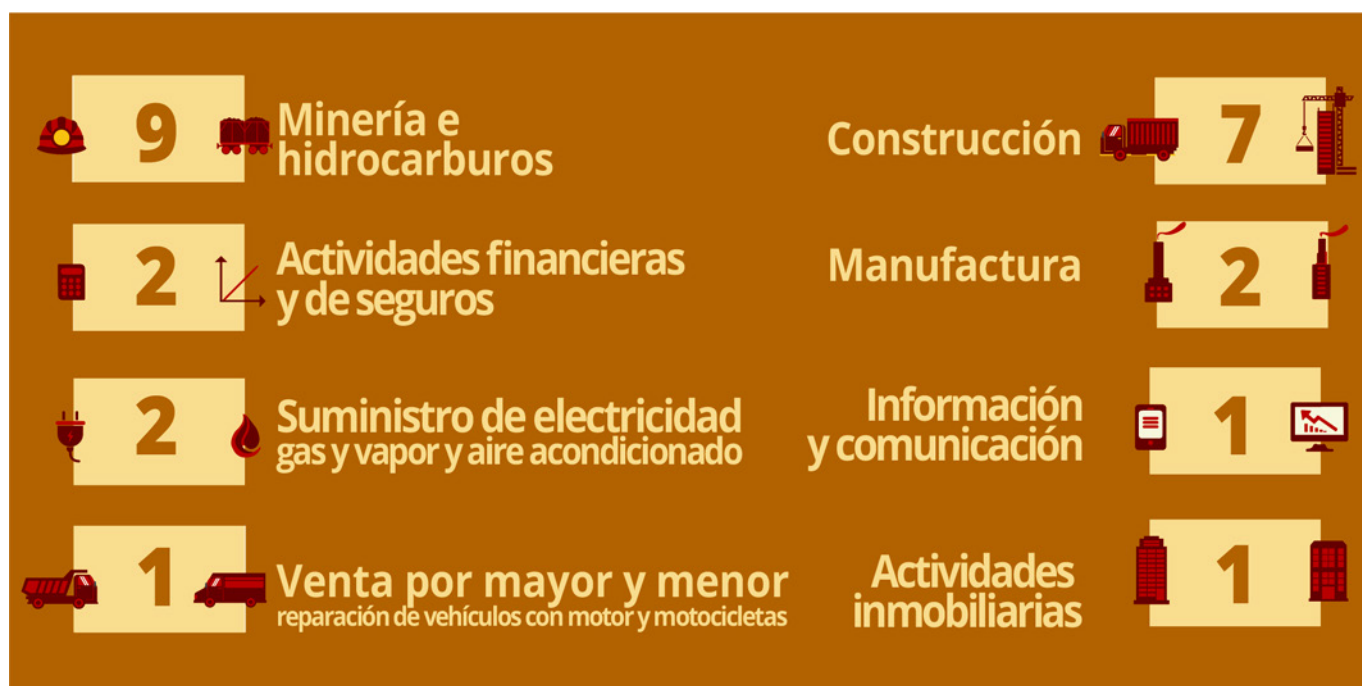 9
Minería e
hidrocarburos
2
Actividades financieras
y de seguros
2
Suministro de electricidad
gas y vapor y aire acondicionado
1
Venta por mayor y menor
reparación de vehículos con motor y motocicletas
Construcción
7
Manufactura
2
Información
y comunicación
1
Actividades
inmobiliarias
1